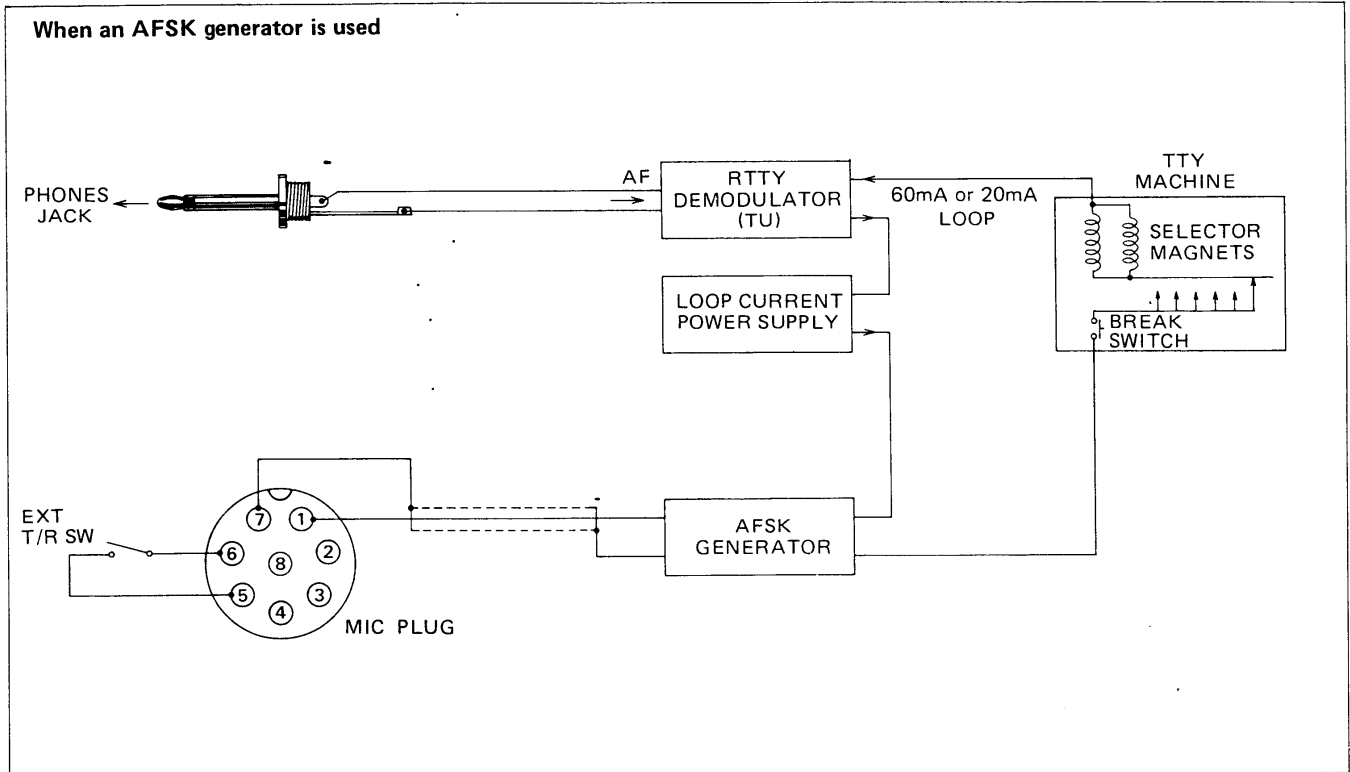 When an AFSK generator is used
PHONES
JACK
AF
RTTY
DEMODULATOR
(TU)
60mA or 20mA
LOOP
TTY
MACHINE
SELECTOR
MAGNETS
BREAK
SWITCH
LOOP CURRENT
POWER SUPPLY
EXT
T/R SW
7
1
6
2
8
5
3
4
MIC PLUG
AFSK
GENERATOR